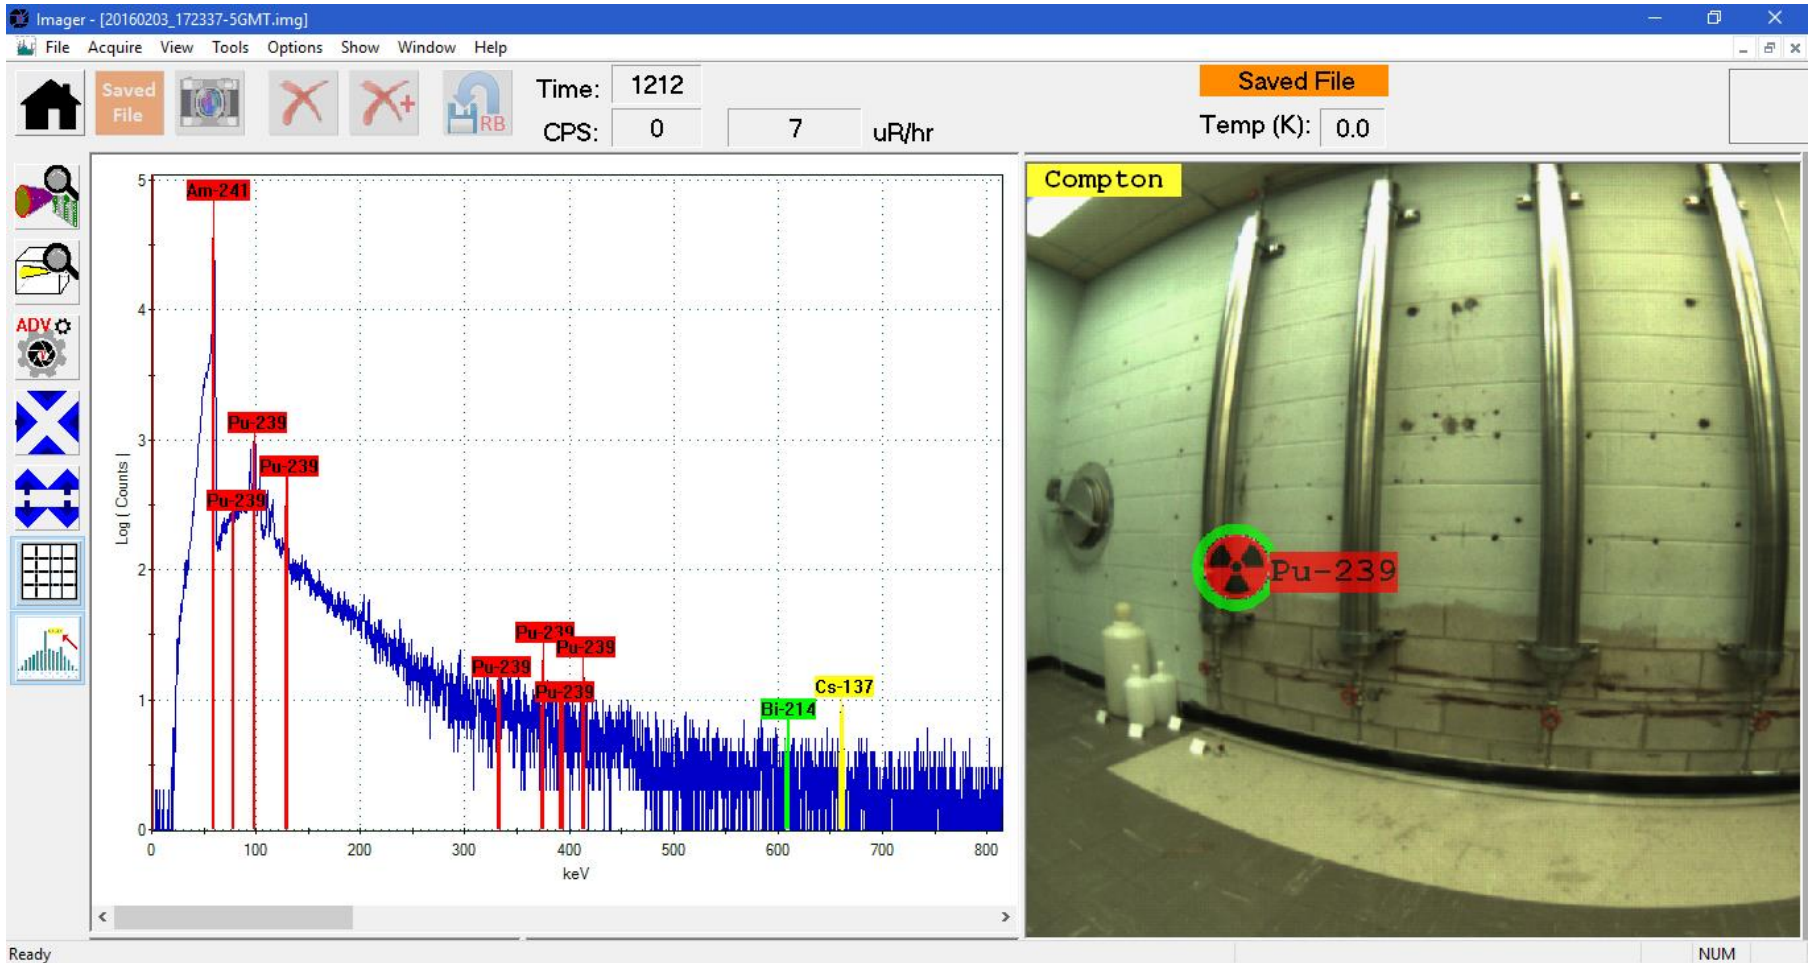 Imager - [20160203_172337-5GMT.img]
File Acquire View Tools Options Show Window Help
Saved File
RB
Time: 1212
CPS: 0 7 uR/hr
Saved File
Temp (K): 0.0
ADV
5
4
3
2
1
0
Log ( Counts )
Am-241
Pu-239
Pu-239
Pu-239
Pu-239
Pu-239
Pu-239
Pu-239
Bi-214
Cs-137
0 100 200 300 400 500 600 700 800
keV
Compton
Pu-239
Ready
NUM